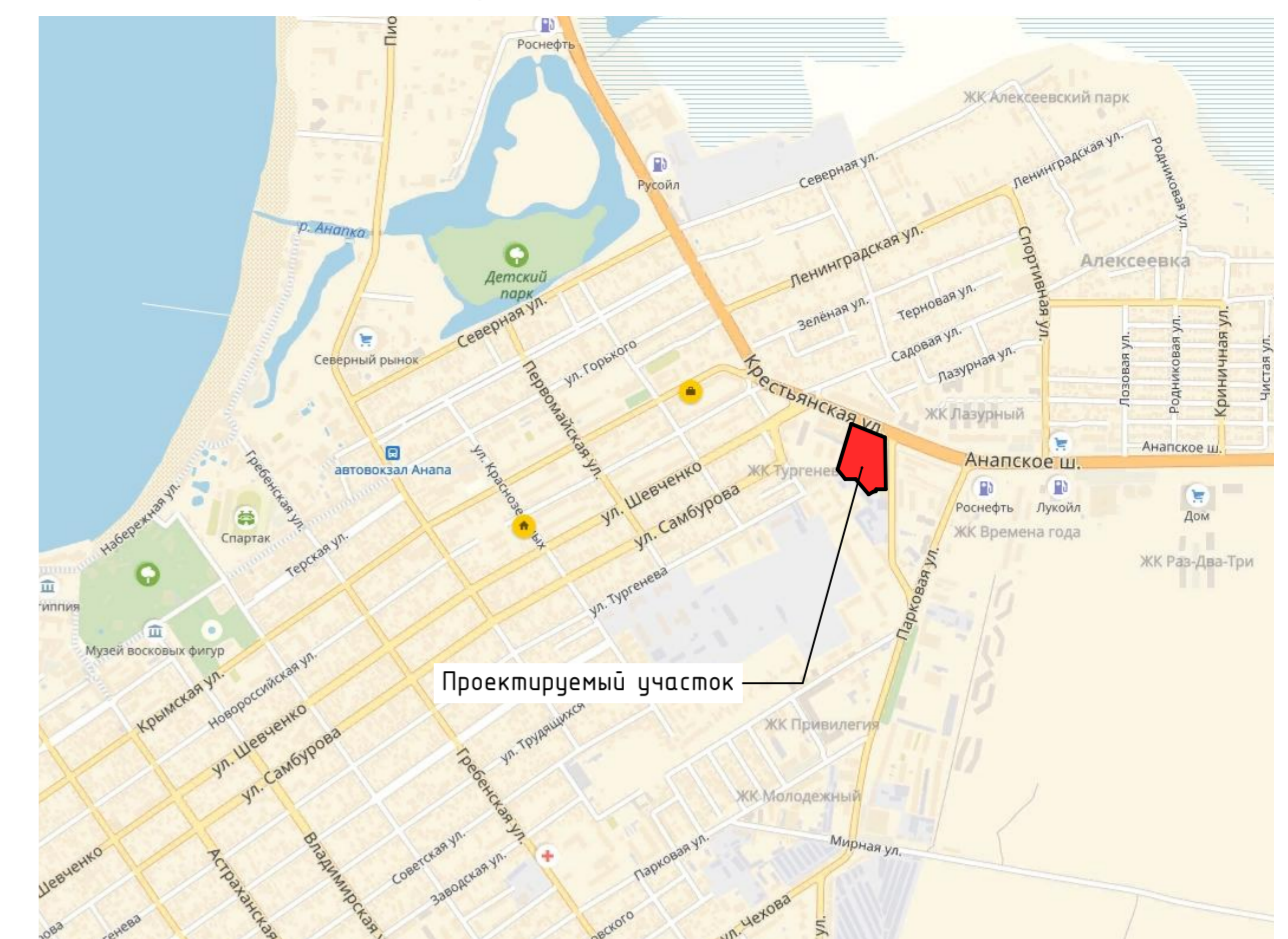 Пио
Роснефть
ЖК Алексеевский парк
Русойл
Северная ул.
Ленинградская ул.
Родниковая ул.
р. Анапка
Детский
парк
Ленинградская ул.
Спортивная ул.
Алексеевка
Северная ул.
Зелёная ул.
Терновая ул.
Северный рынок
ул. Горького
Садовая ул.
Лазурная ул.
Лозовая ул.
Родниковая ул.
Криничная ул.
Чистая ул.
Первомайская ул.
Крестьянская ул.
ЖК Лазурный
Анапское ш.
Анапское ш.
автовокзал Анапа
Гребенская ул.
ул. Шевченко
ЖК Тургенев
Набережная ул.
Спартак
Терская ул.
ул. Самбурова
Роснефть
Лукойл
Дом
ЖК Времена года
ЖК Раз-Два-Три
гиппия
ул. Тургенева
Парковая ул.
Музей восковых фигур
Проектируемый участок
Крымская ул.
Новороссийская ул.
ул. Шевченко
ул. Самбурова
ул. Трудящихся
ЖК Привилегия
Гребенская ул.
ЖК Молодежный
Мирная ул.
Советская ул.
Заводская ул.
Парковая ул.
Шевченко
Астраханская
Владимирская
ул. Чехова
ул.